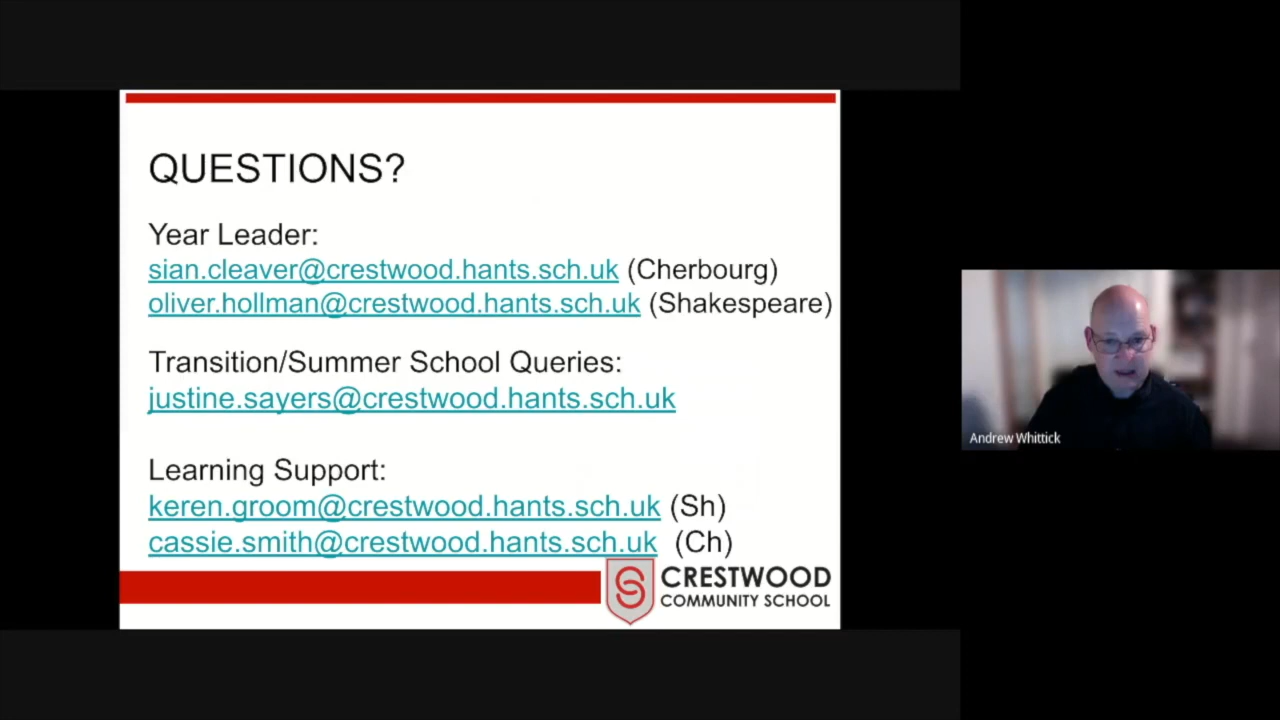 QUESTIONS?
Year Leader:
sian.cleaver@crestwood.hants.sch.uk (Cherbourg)
oliver.hollman@crestwood.hants.sch.uk (Shakespeare)
Transition/Summer School Queries:
justine.sayers@crestwood.hants.sch.uk
Learning Support:
keren.groom@crestwood.hants.sch.uk (Sh)
cassie.smith@crestwood.hants.sch.uk (Ch)
CRESTWOOD
COMMUNITY SCHOOL
Andrew Whittick